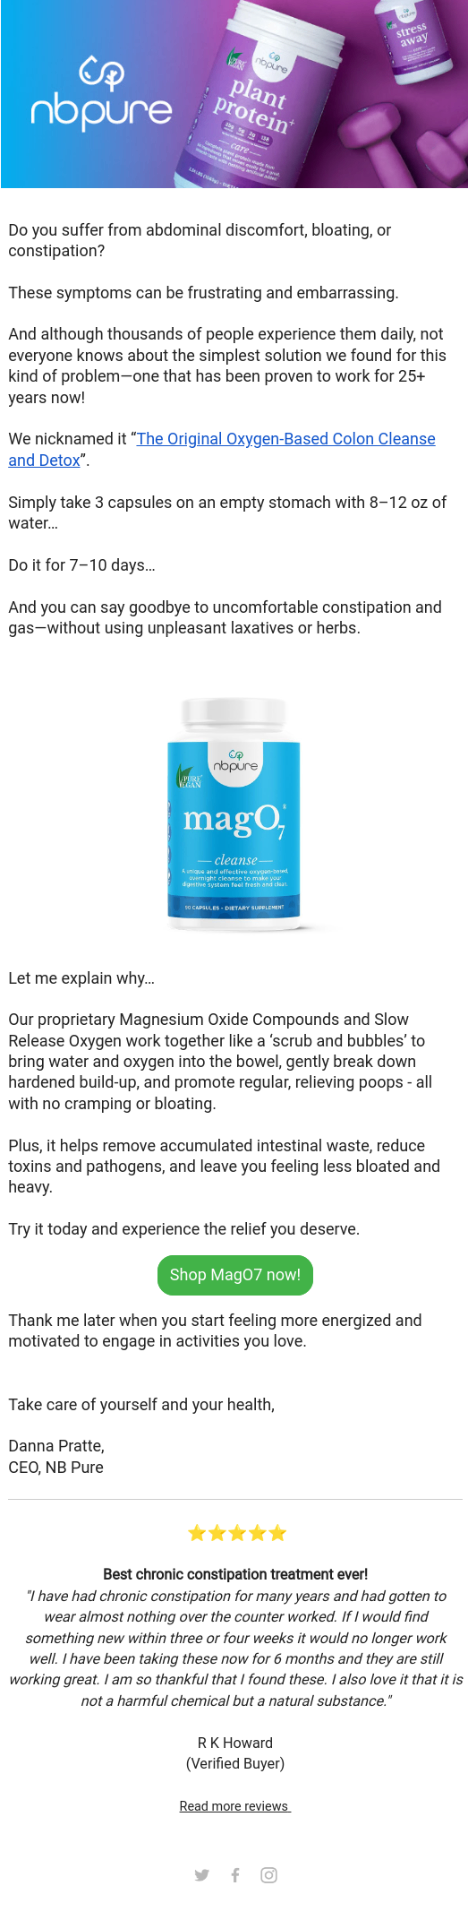 nbpure
nbpure
plant
protein+
care
stress
away
Do you suffer from abdominal discomfort, bloating, or
constipation?
These symptoms can be frustrating and embarrassing.
And although thousands of people experience them daily, not
everyone knows about the simplest solution we found for this
kind of problem—one that has been proven to work for 25+
years now!
We nicknamed it “The Original Oxygen-Based Colon Cleanse
and Detox”.
Simply take 3 capsules on an empty stomach with 8–12 oz of
water…
Do it for 7–10 days…
And you can say goodbye to uncomfortable constipation and
gas—without using unpleasant laxatives or herbs.
nbpure
PURE
VEGAN
magO7
cleanse
A unique and effective oxygen-based
overnight cleanse to make your
digestive system feel fresh and clean.
90 CAPSULES • DIETARY SUPPLEMENT
Let me explain why…
Our proprietary Magnesium Oxide Compounds and Slow
Release Oxygen work together like a ‘scrub and bubbles’ to
bring water and oxygen into the bowel, gently break down
hardened build-up, and promote regular, relieving poops - all
with no cramping or bloating.
Plus, it helps remove accumulated intestinal waste, reduce
toxins and pathogens, and leave you feeling less bloated and
heavy.
Try it today and experience the relief you deserve.
Shop MagO7 now!
Thank me later when you start feeling more energized and
motivated to engage in activities you love.
Take care of yourself and your health,
Danna Pratte,
CEO, NB Pure
Best chronic constipation treatment ever!
"I have had chronic constipation for many years and had gotten to
wear almost nothing over the counter worked. If I would find
something new within three or four weeks it would no longer work
well. I have been taking these now for 6 months and they are still
working great. I am so thankful that I found these. I also love it that it is
not a harmful chemical but a natural substance."
R K Howard
(Verified Buyer)
Read more reviews